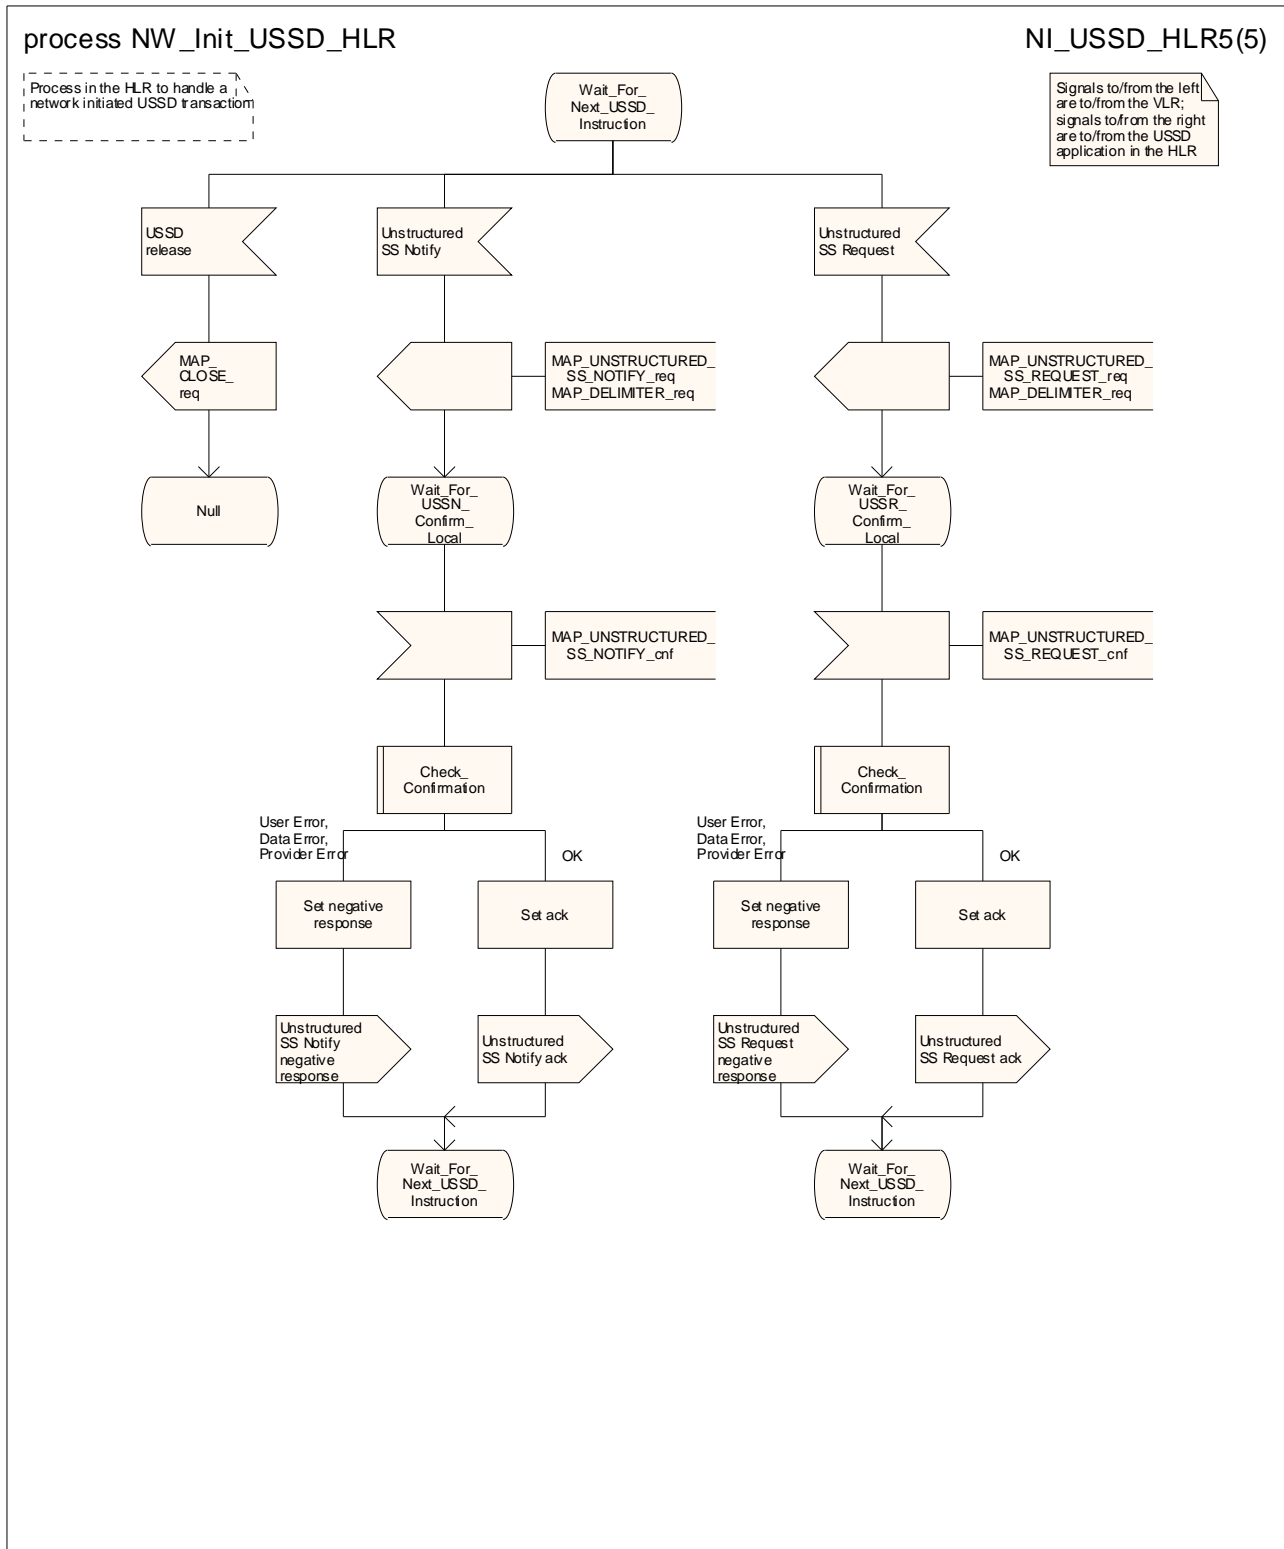 process NW_Init_USSD_HLR
NI_USSD_HLR5(5)
Process in the HLR to handle a
network initiated USSD transaction
Signals to/from the left
are to/from the VLR;
signals to/from the right
are to/from the USSD
application in the HLR
Wait_For_
Next_USSD_
Instruction
USSD
release
Unstructured
SS Notify
Unstructured
SS Request
MAP_
CLOSE_
req
MAP_UNSTRUCTURED_
SS_NOTIFY_req
MAP_DELIMITER_req
MAP_UNSTRUCTURED_
SS_REQUEST_req
MAP_DELIMITER_req
Null
Wait_For_
USSN_
Confirm_
Local
Wait_For_
USSR_
Confirm_
Local
MAP_UNSTRUCTURED_
SS_NOTIFY_cnf
MAP_UNSTRUCTURED_
SS_REQUEST_cnf
Check_
Confirmation
Check_
Confirmation
User Error,
Data Error,
Provider Error
OK
User Error,
Data Error,
Provider Error
OK
Set negative
response
Set ack
Set negative
response
Set ack
Unstructured
SS Notify
negative
response
Unstructured
SS Notify ack
Unstructured
SS Request
negative
response
Unstructured
SS Request ack
Wait_For_
Next_USSD_
Instruction
Wait_For_
Next_USSD_
Instruction